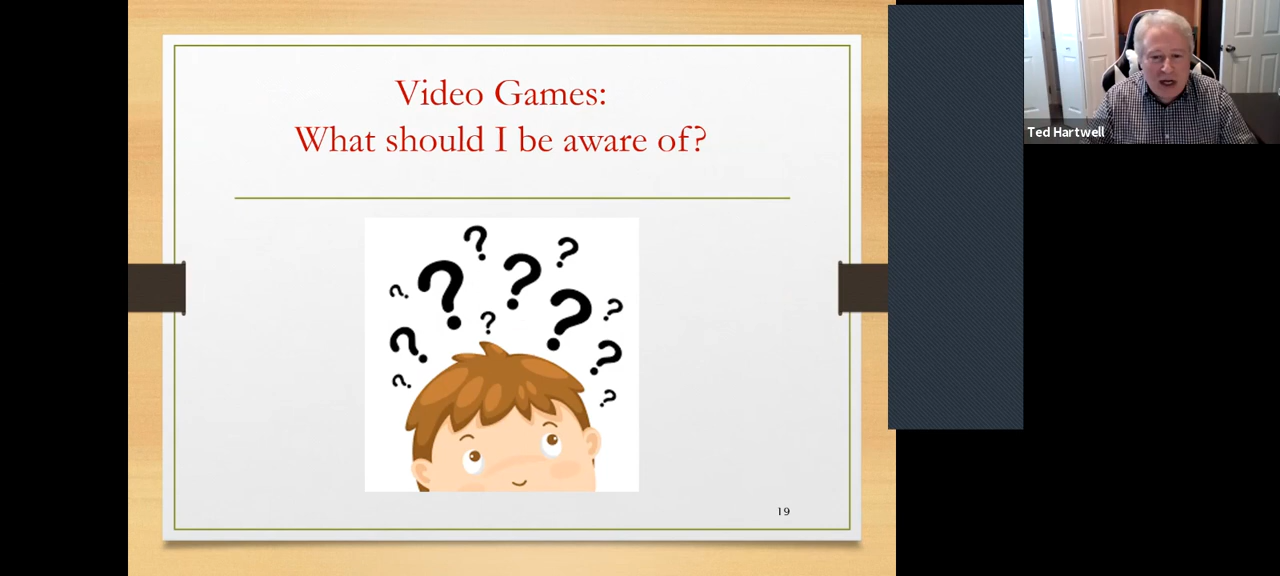 Video Games:
What should I be aware of?
? ? ? ? ? ? ? ? ? ? ? ?
19
Ted Hartwell